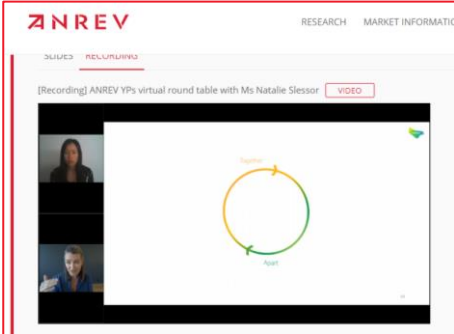 ANREV
RESEARCH MARKET INFORMATIO
SLIDES RECORDING
[Recording] ANREV YPs virtual round table with Ms Natalie Slessor VIDEO
Together
Apart